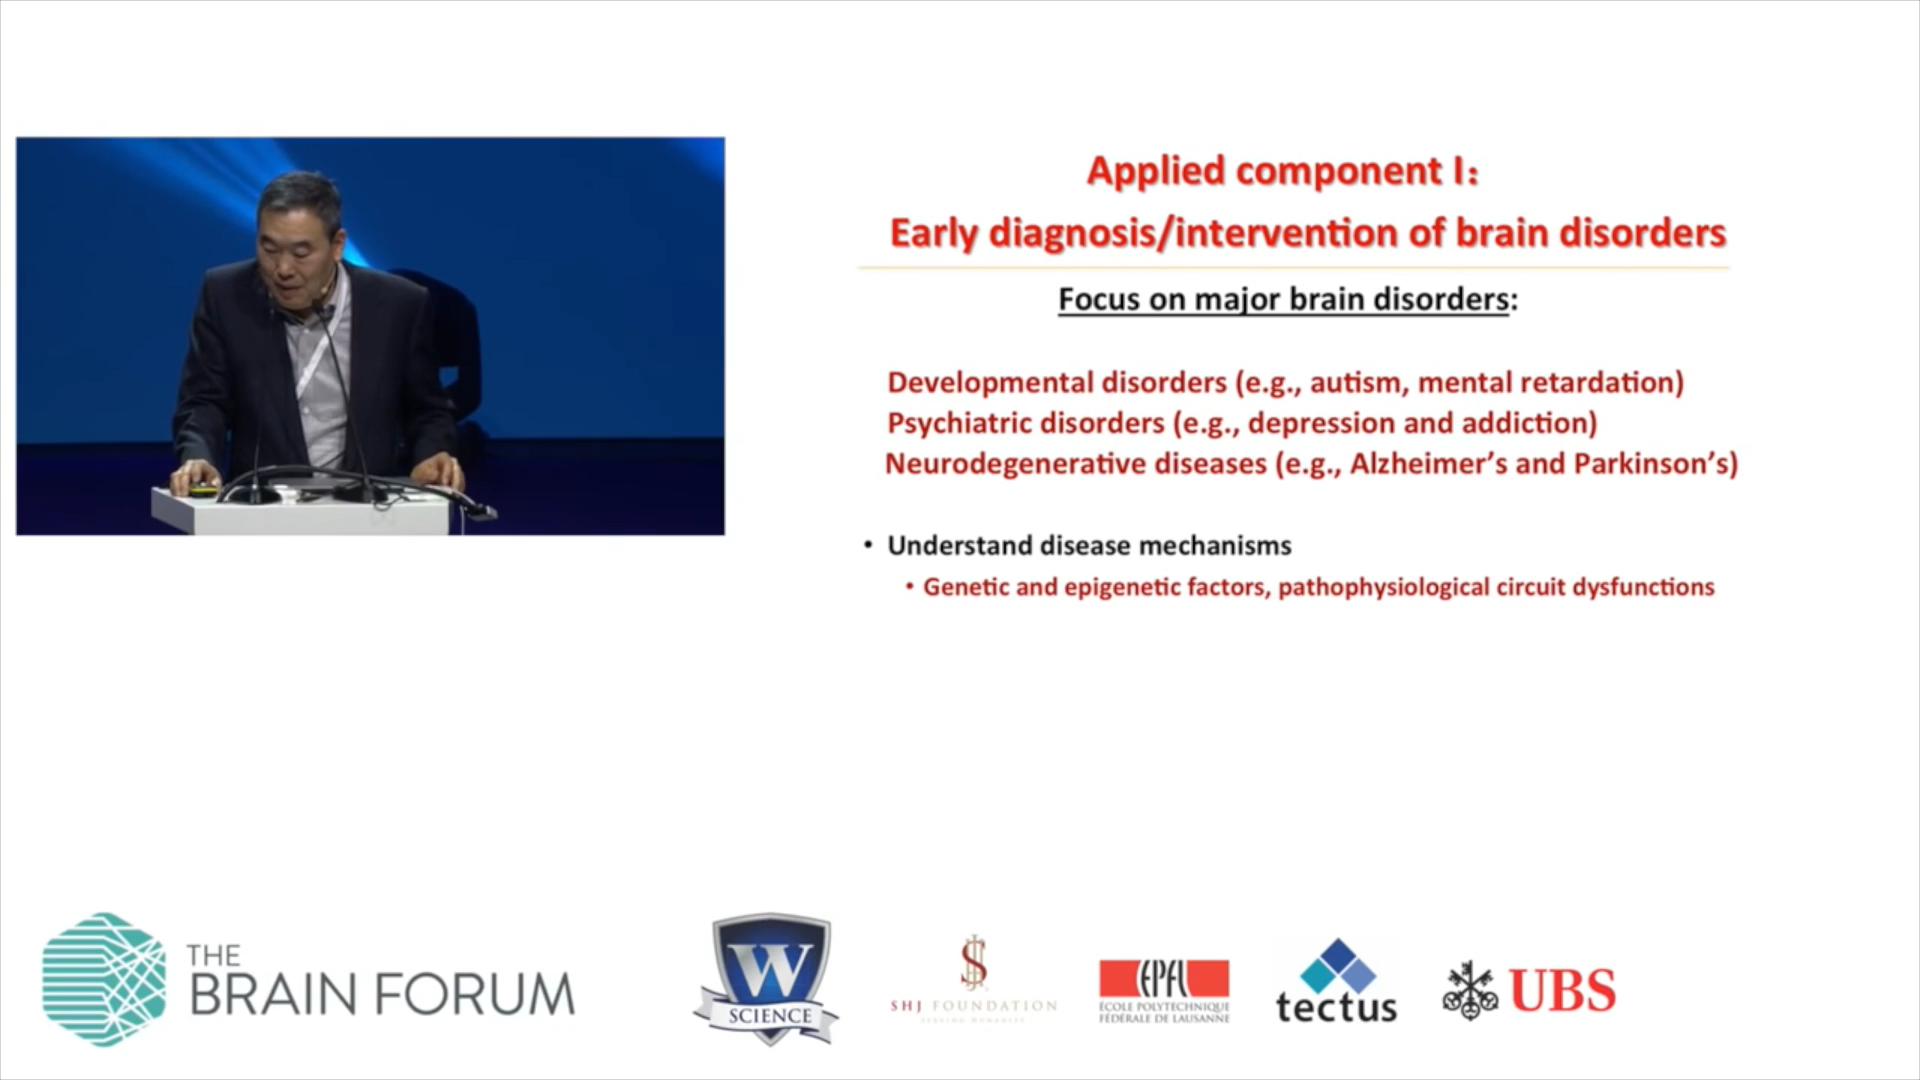 Applied component I:
Early diagnosis/intervention of brain disorders
Focus on major brain disorders:
Developmental disorders (e.g., autism, mental retardation)
Psychiatric disorders (e.g., depression and addiction)
Neurodegenerative diseases (e.g., Alzheimer's and Parkinson's)
• Understand disease mechanisms
• Genetic and epigenetic factors, pathophysiological circuit dysfunctions
THE
BRAIN FORUM
W
SCIENCE
SHJ FOUNDATION
SERVING HUMANITY
EPFL
ÉCOLE POLYTECHNIQUE
FÉDÉRALE DE LAUSANNE
tectus
UBS